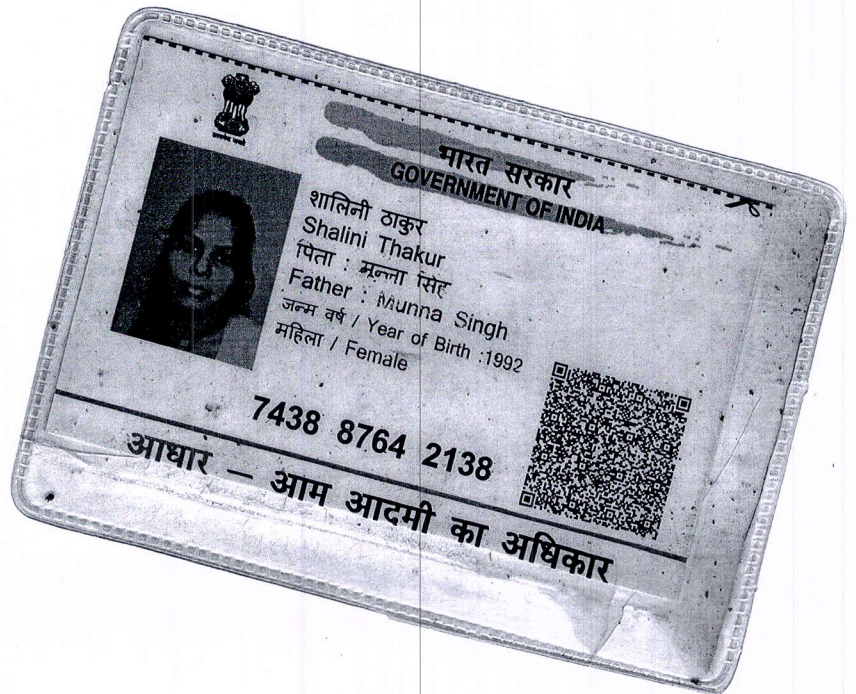 भारत सरकार
GOVERNMENT OF INDIA
शालिनी ठाकुर
Shalini Thakur
पिता : मून्ना सिंह
Father : Munna Singh
जन्म वर्ष / Year of Birth :1992
महिला / Female
7438 8764 2138
आधार – आम आदमी का अधिकार